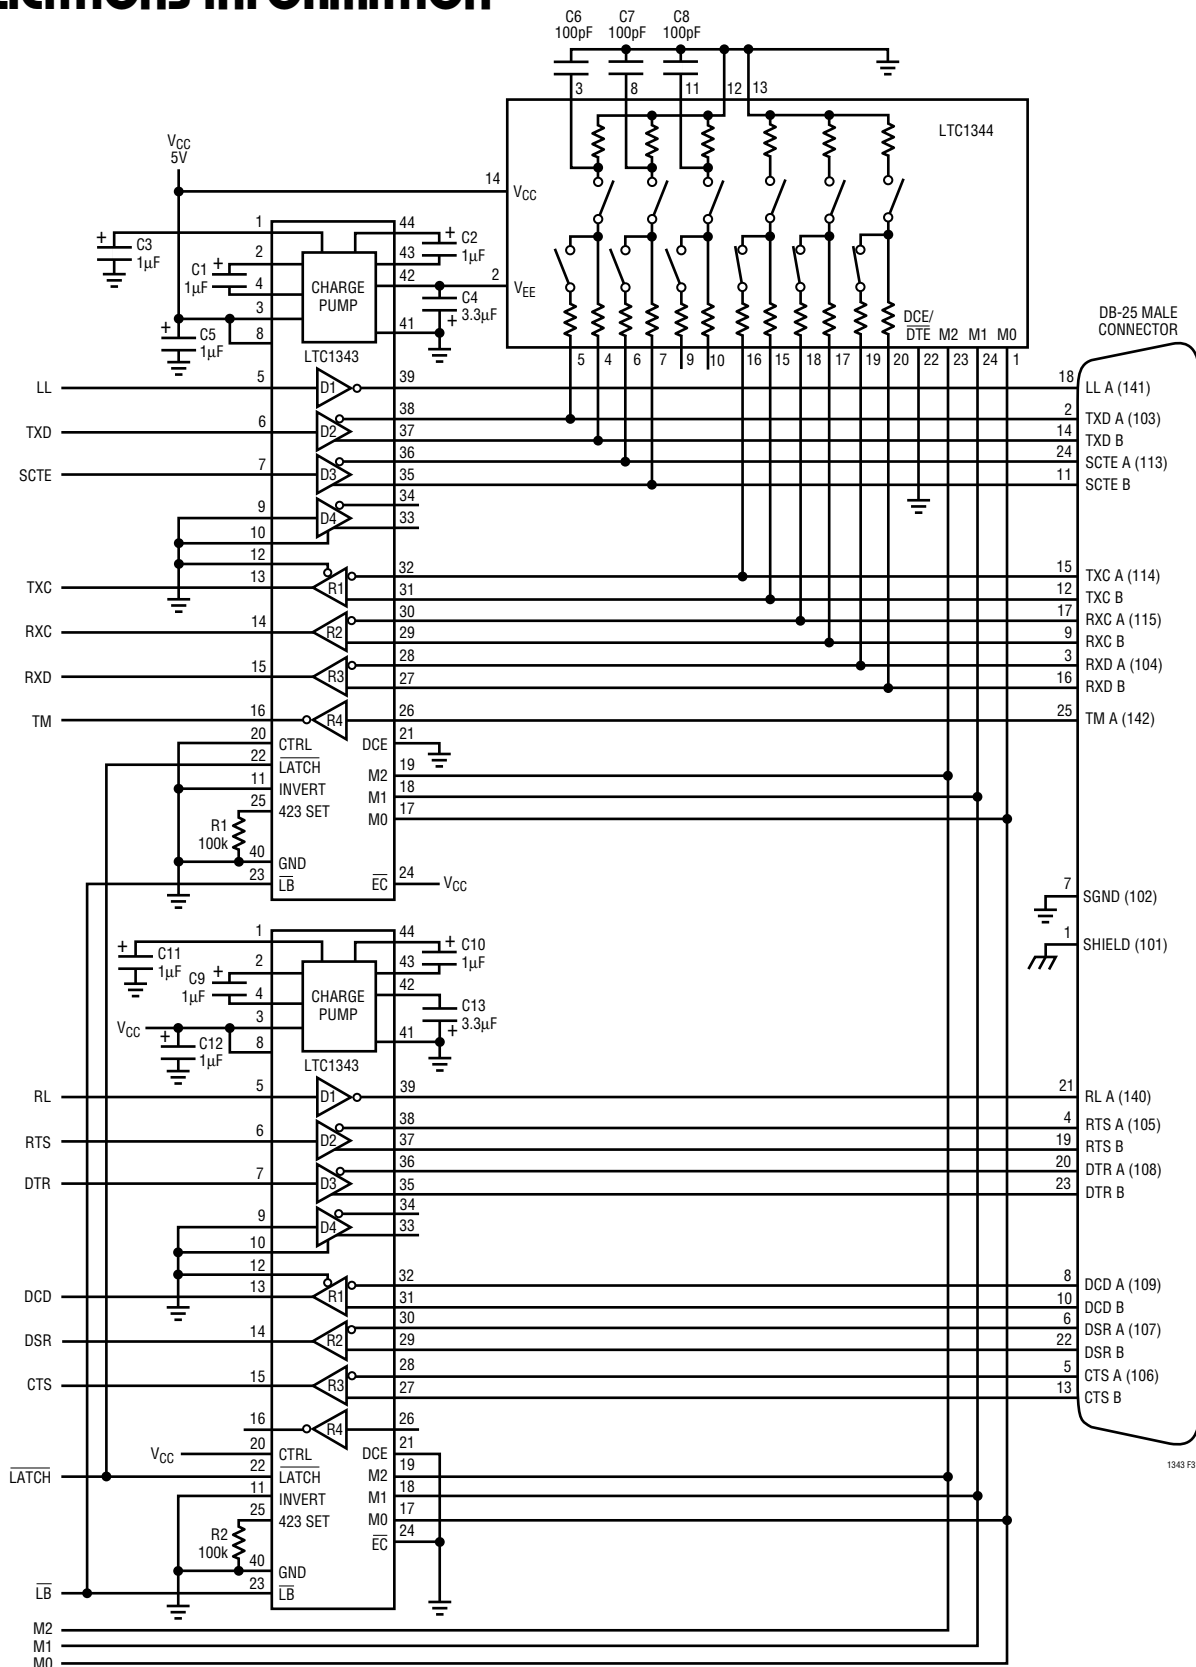 C6 C7 C8
100pF 100pF 100pF
3 8 11 12 13
LTC1344
VCC
5V
14 VCC
1 44
C3
1µF
2 43
C2
1µF
C1
1µF
4 42 2 VEE
CHARGE
PUMP
C4
3.3µF
3
8 41
C5
1µF
LTC1343
DCE/
DTE M2 M1 M0
5 4 6 7 9 10 16 15 18 17 19 20 22 23 24 1
DB-25 MALE
CONNECTOR
LL 5 D1 39 18 LL A (141)
TXD 6 D2 38 2 TXD A (103)
37 14 TXD B
SCTE 7 D3 36 24 SCTE A (113)
35 11 SCTE B
9 D4 34
10 33
12
TXC 13 R1 32 15 TXC A (114)
31 12 TXC B
RXC 14 R2 30 17 RXC A (115)
29 9 RXC B
RXD 15 R3 28 3 RXD A (104)
27 16 RXD B
TM 16 R4 26 25 TM A (142)
20 CTRL DCE 21
22 LATCH M2 19
11 INVERT M1 18
25 423 SET M0 17
R1
100k
40 GND
23 LB EC 24 VCC
7 SGND (102)
1 SHIELD (101)
1 44
C11
1µF
2 43
C10
1µF
C9
1µF
4 42
CHARGE
PUMP
C13
3.3µF
VCC 3
8 41
C12
1µF
LTC1343
RL 5 D1 39 21 RL A (140)
RTS 6 D2 38 4 RTS A (105)
37 19 RTS B
DTR 7 D3 36 20 DTR A (108)
35 23 DTR B
9 D4 34
10 33
12
DCD 13 R1 32 8 DCD A (109)
31 10 DCD B
DSR 14 R2 30 6 DSR A (107)
29 22 DSR B
CTS 15 R3 28 5 CTS A (106)
27 13 CTS B
16 R4 26
VCC 20 CTRL DCE 21
LATCH 22 LATCH M2 19
11 INVERT M1 18
25 423 SET M0 17
R2
100k
EC 24
40 GND
LB 23 LB
M2
M1
M0
1343 F3